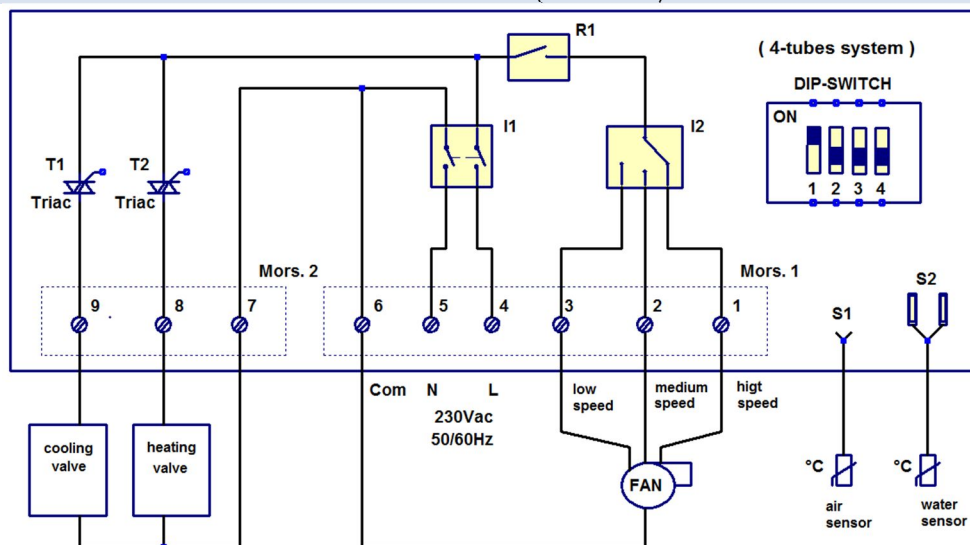 R1
( 4-tubes system )
DIP-SWITCH
ON
1 2 3 4
I1
I2
T1
Triac
T2
Triac
Mors. 2
Mors. 1
9 8 7 6 5 4 3 2 1
S1
S2
Com N L
230Vac
50/60Hz
low
speed
medium
speed
higt
speed
cooling
valve
heating
valve
FAN
°C
air
sensor
°C
water
sensor